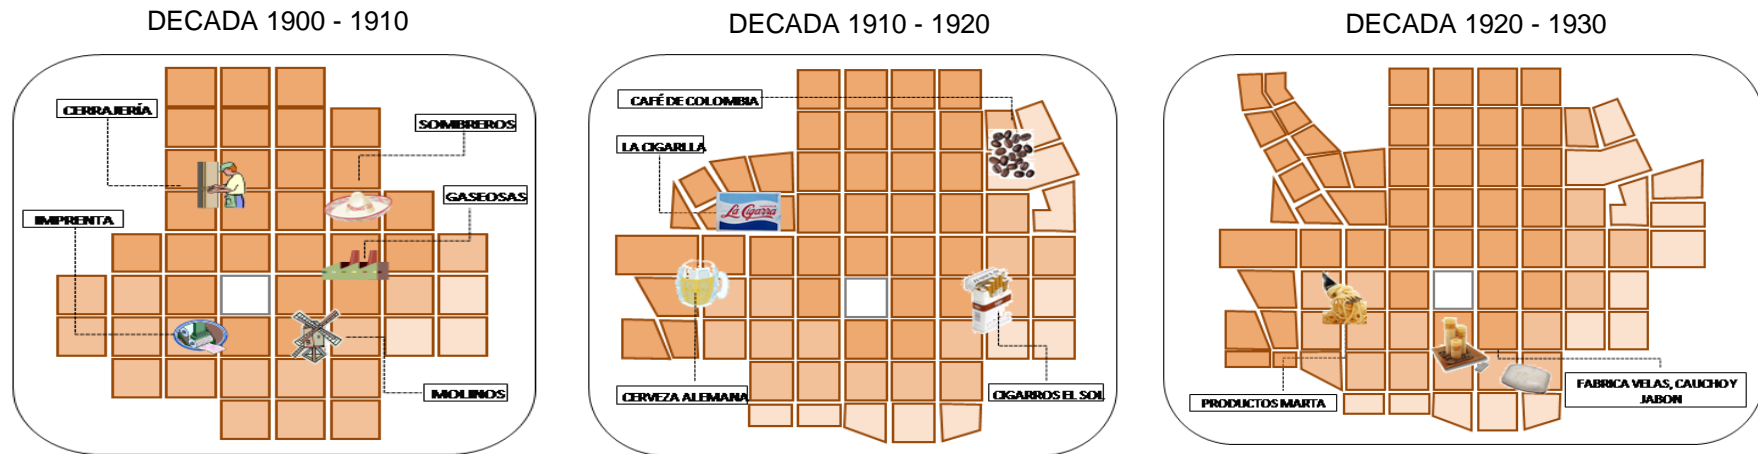 DECADA 1900 - 1910
CERRAJERÍA
SOMBREROS
GASEOSAS
IMPRENTA
MOLINOS
DECADA 1910 - 1920
CAFÉ DE COLOMBIA
LA CIGARLLA
La Cigarra
CERVEZA ALEMANA
CIGARROS EL SOL
DECADA 1920 - 1930
PRODUCTOS MARTA
FABRICA VELAS, CAUCHO Y
JABON